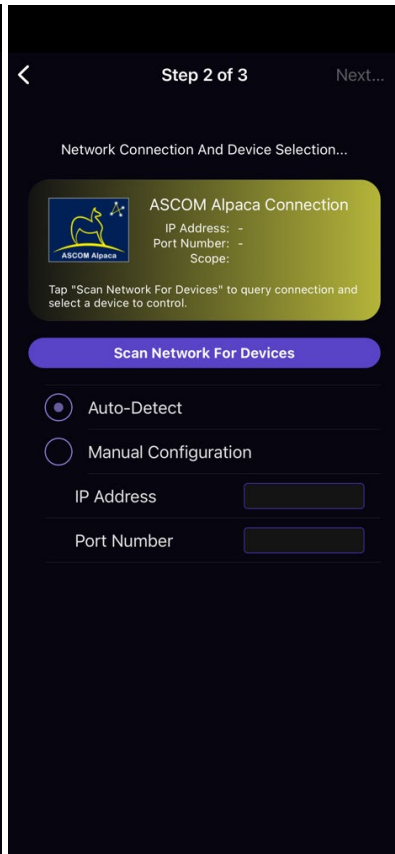 Step 2 of 3
Next...
Network Connection And Device Selection...
ASCOM Alpaca Connection
IP Address: -
Port Number: -
Scope:
ASCOM Alpaca
Tap "Scan Network For Devices" to query connection and
select a device to control.
Scan Network For Devices
Auto-Detect
Manual Configuration
IP Address
Port Number